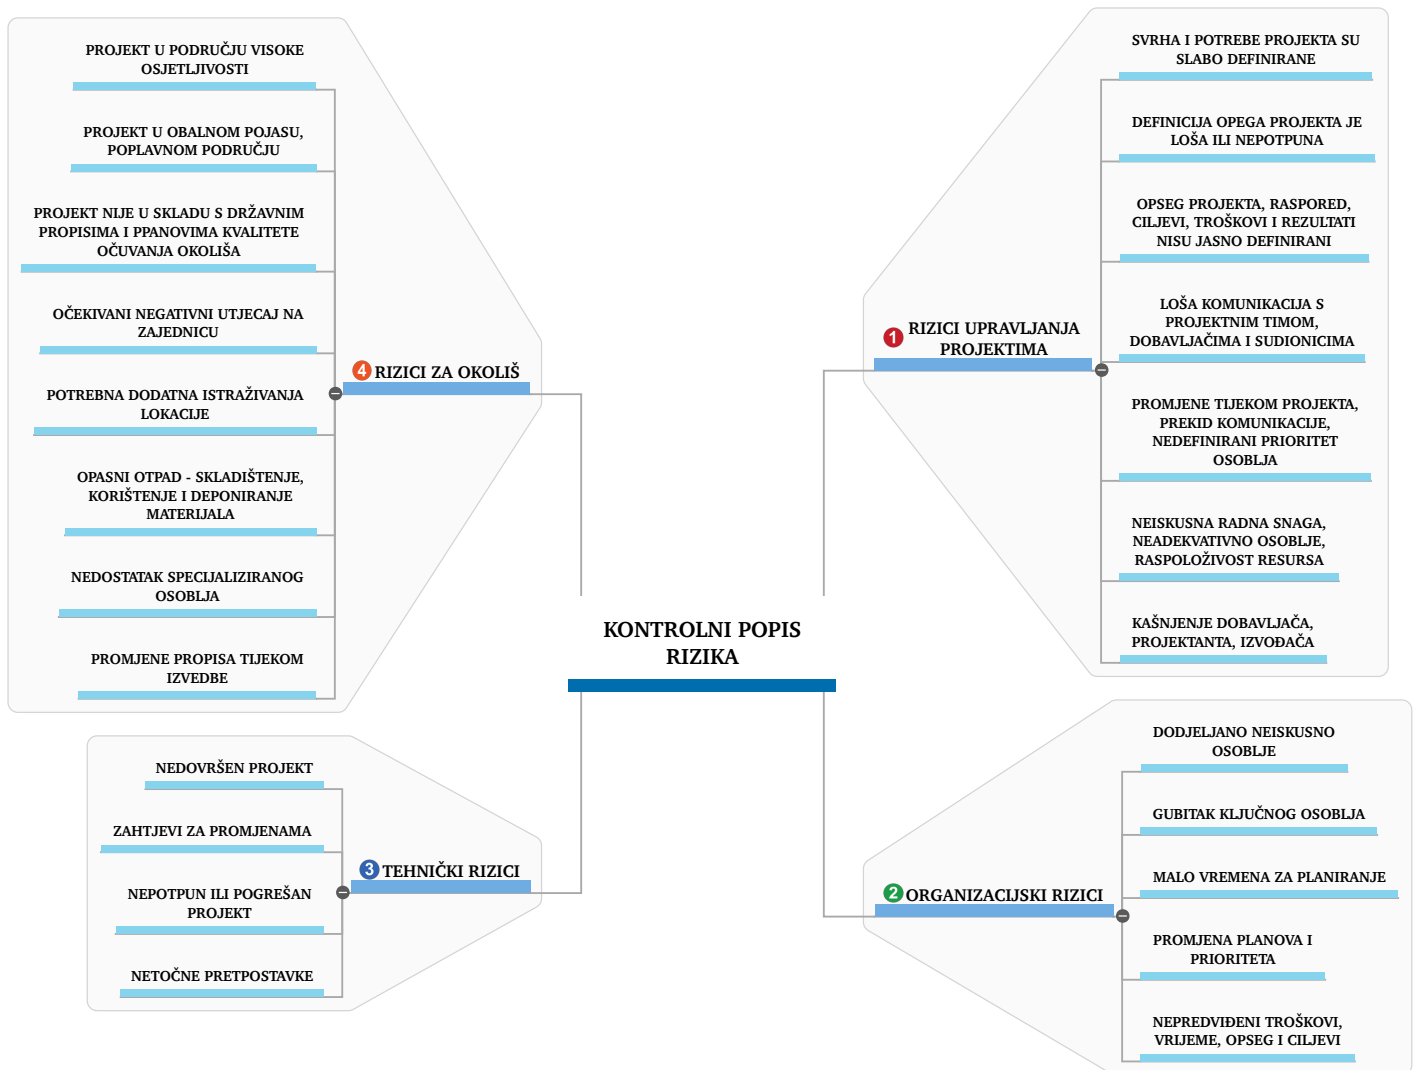 KONTROLNI POPIS
RIZIKA
1
RIZICI UPRAVLJANJA
PROJEKTIMA
SVRHA I POTREBE PROJEKTA SU
SLABO DEFINIRANE
DEFINICIJA OPEGA PROJEKTA JE
LOŠA ILI NEPOTPUNA
OPSEG PROJEKTA, RASPORED,
CILJEVI, TROŠKOVI I REZULTATI
NISU JASNO DEFINIRANI
LOŠA KOMUNIKACIJA S
PROJEKTNIM TIMOM,
DOBAVLJAČIMA I SUDIONICIMA
PROMJENE TIJEKOM PROJEKTA,
PREKID KOMUNIKACIJE,
NEDEFINIRANI PRIORITET
OSOBLJA
NEISKUSNA RADNA SNAGA,
NEADEKVATIVNO OSOBLJE,
RASPOLOŽIVOST RESURSA
KAŠNJENJE DOBAVLJAČA,
PROJEKTANTA, IZVOĐAČA
2 ORGANIZACIJSKI RIZICI
DODJELJANO NEISKUSNO
OSOBLJE
GUBITAK KLJUČNOG OSOBLJA
MALO VREMENA ZA PLANIRANJE
PROMJENA PLANOVA I
PRIORITETA
NEPREDVIĐENI TROŠKOVI,
VRIJEME, OPSEG I CILJEVI
3 TEHNIČKI RIZICI
NEDOVRŠEN PROJEKT
ZAHTJEVI ZA PROMJENAMA
NEPOTPUN ILI POGREŠAN
PROJEKT
NETOČNE PRETPOSTAVKE
4 RIZICI ZA OKOLIŠ
PROJEKT U PODRUČJU VISOKE
OSJETLJIVOSTI
PROJEKT U OBALNOM POJASU,
POPLAVNOM PODRUČJU
PROJEKT NIJE U SKLADU S DRŽAVNIM
PROPISIMA I PPANOVIMA KVALITETE
OČUVANJA OKOLIŠA
OČEKIVANI NEGATIVNI UTJECAJ NA
ZAJEDNICU
POTREBNA DODATNA ISTRAŽIVANJA
LOKACIJE
OPASNI OTPAD - SKLADIŠTENJE,
KORIŠTENJE I DEPONIRANJE
MATERIJALA
NEDOSTATAK SPECIJALIZIRANOG
OSOBLJA
PROMJENE PROPISA TIJEKOM
IZVEDBE